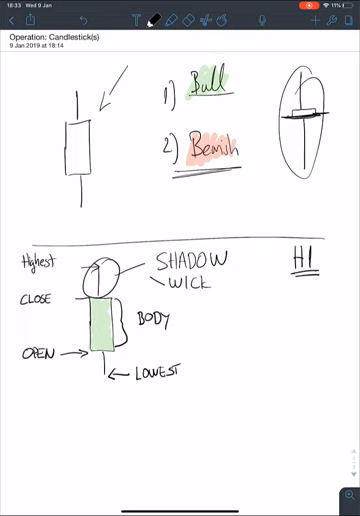 18:33 Wed 9 Jan
11%
Operation: Candlestick(s)
9 Jan 2019 at 18:14
1) Bull
2) Bearish
Highest
SHADOW
WICK
H1
CLOSE
BODY
OPEN
LOWEST